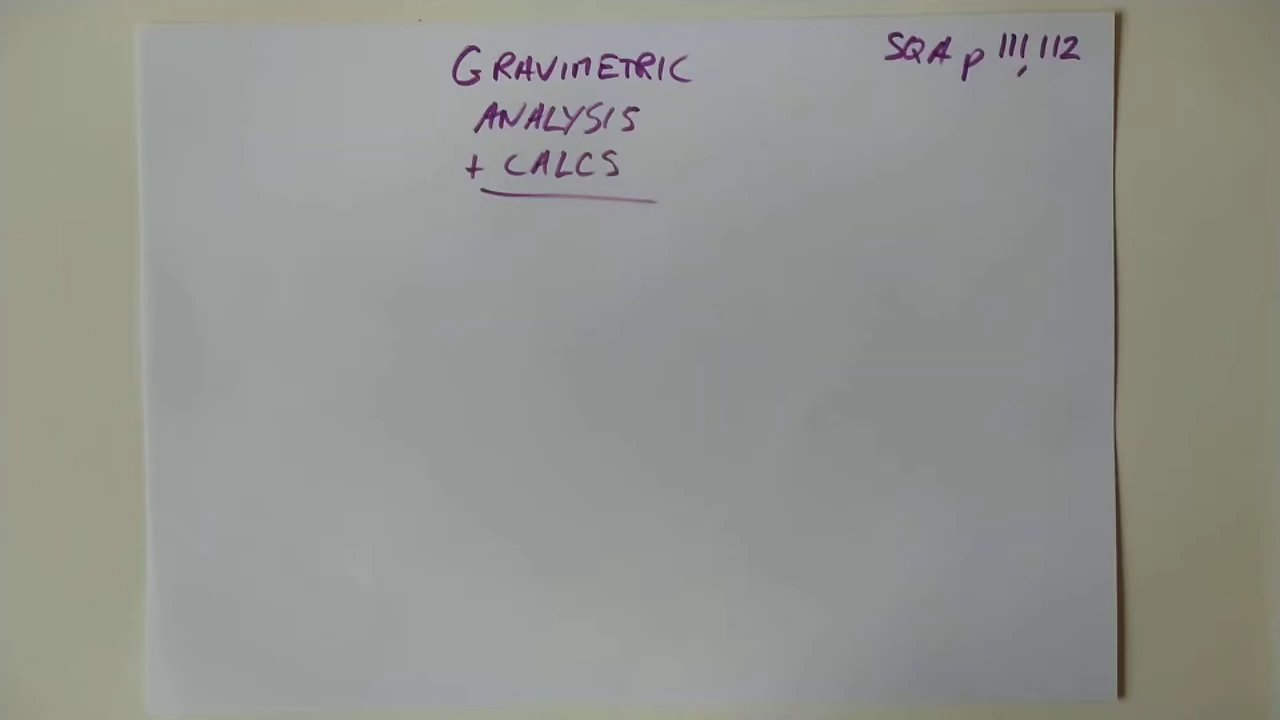 SQA p 111, 112
GRAVIMETRIC
ANALYSIS
+ CALCS